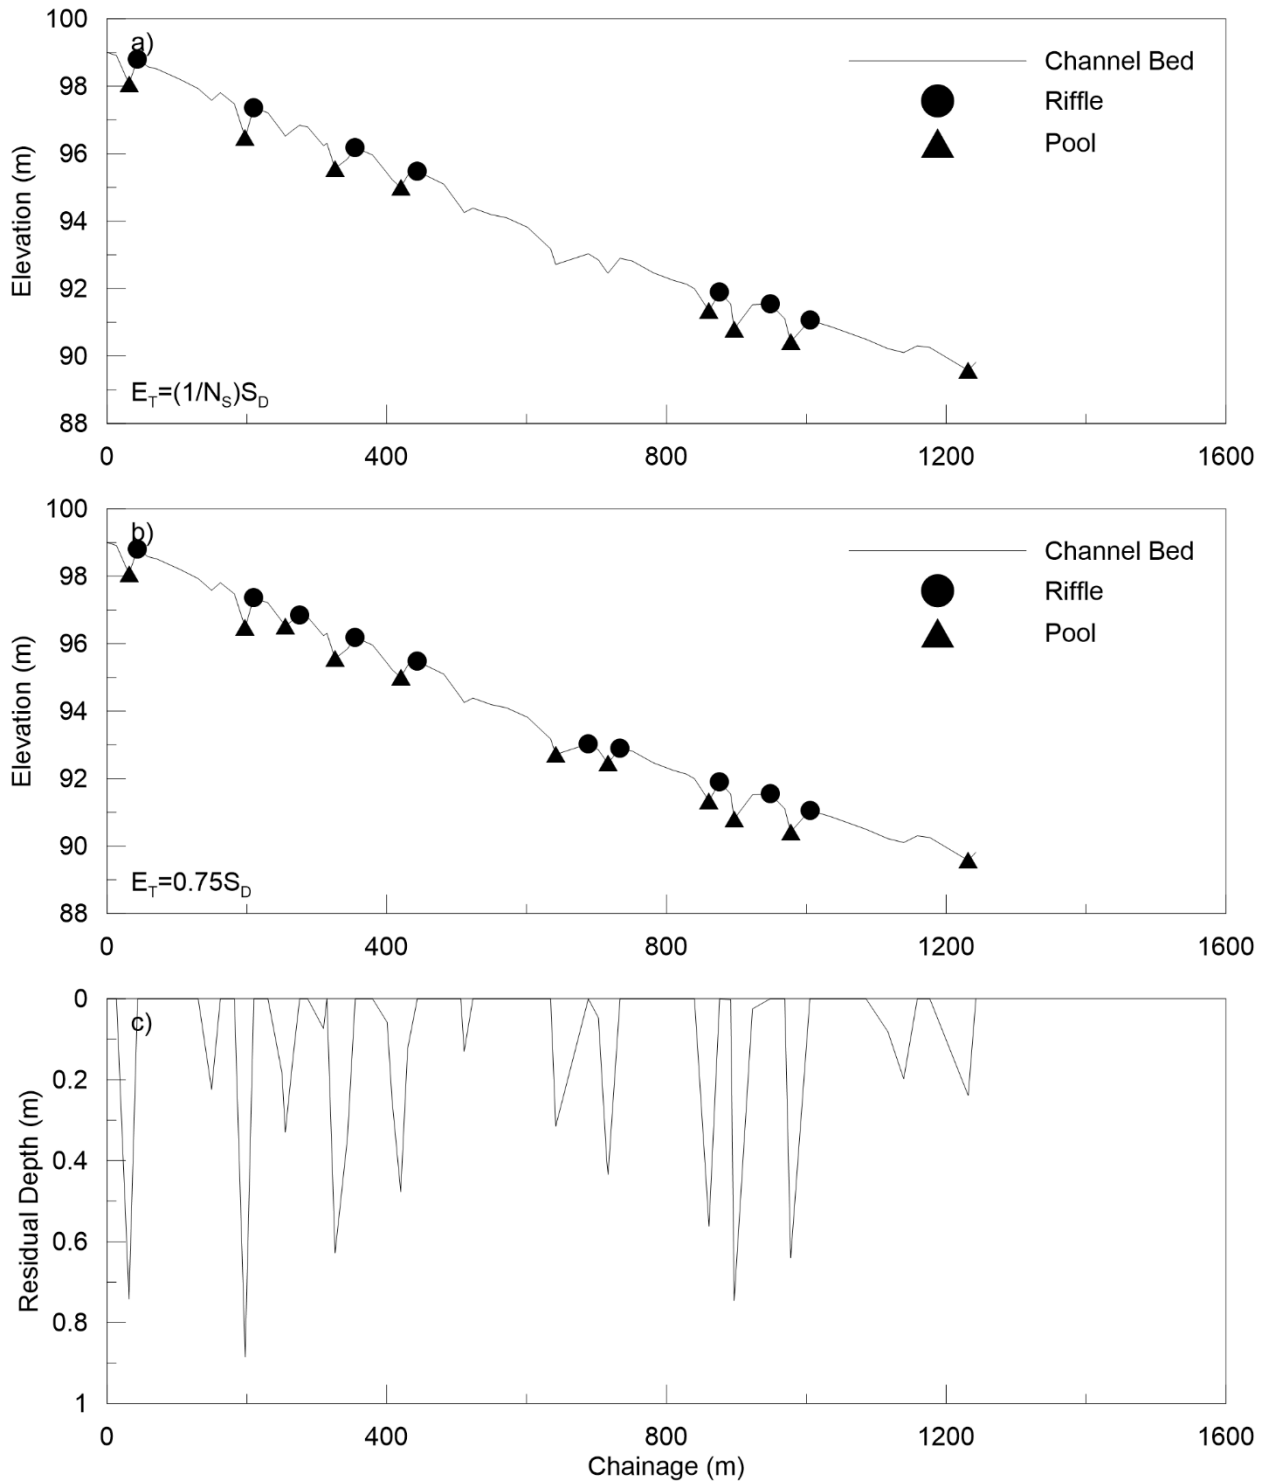 100
a)
98
96
94
92
90
88
Elevation (m)
Channel Bed
Riffle
Pool
E_T=(1/N_S)S_D
0 400 800 1200 1600
100
b)
98
96
94
92
90
88
Elevation (m)
Channel Bed
Riffle
Pool
E_T=0.75S_D
0 400 800 1200 1600
0
c)
0.2
0.4
0.6
0.8
1
Residual Depth (m)
0 400 800 1200 1600
Chainage (m)